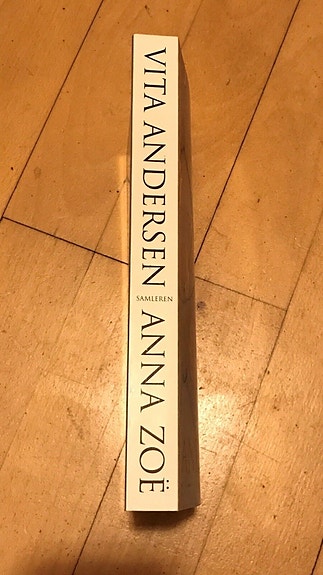 VITA ANDERSEN
SAMLEREN
ANNA ZOË